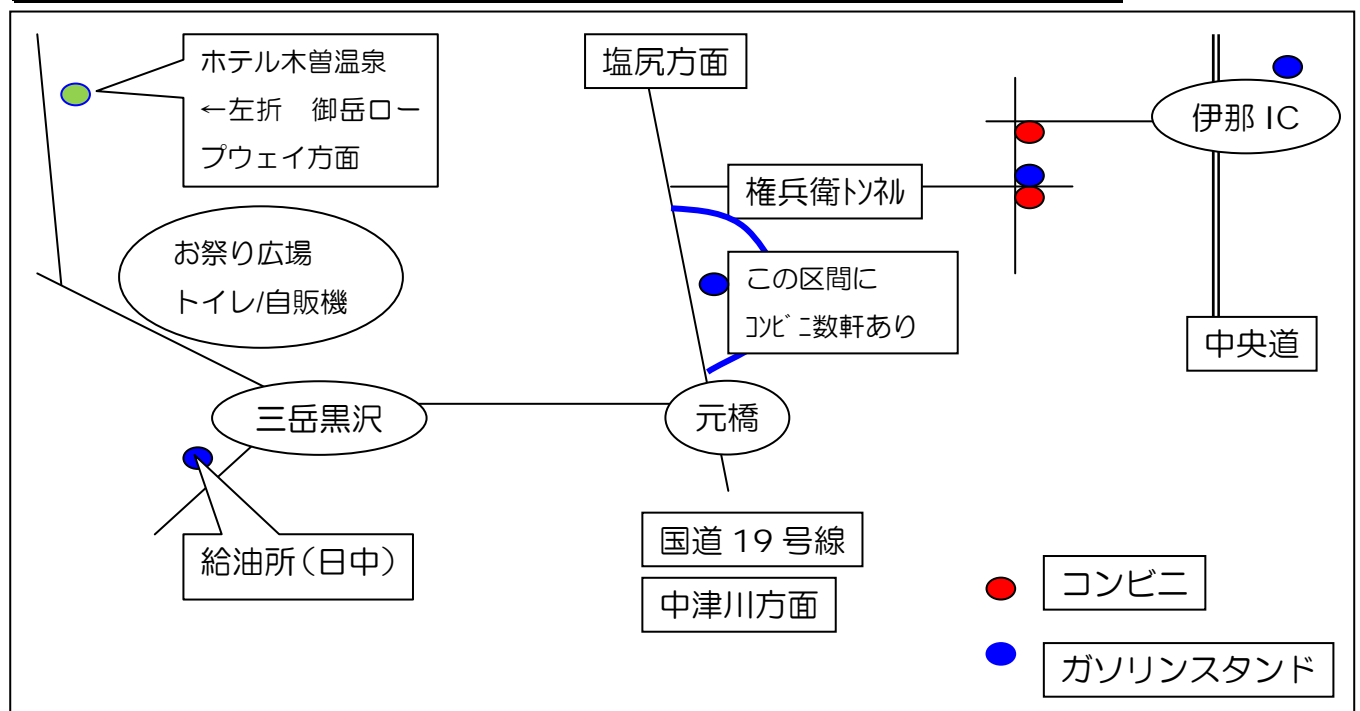 ホテル木曽温泉
←左折　御岳ロー
プウェイ方面
塩尻方面
伊那 IC
権兵衛ﾄﾝﾈﾙ
お祭り広場
トイレ/自販機
この区間に
ｺﾝﾋﾞﾆ数軒あり
中央道
三岳黒沢
元橋
給油所(日中)
国道 19 号線
中津川方面
コンビニ
ガソリンスタンド